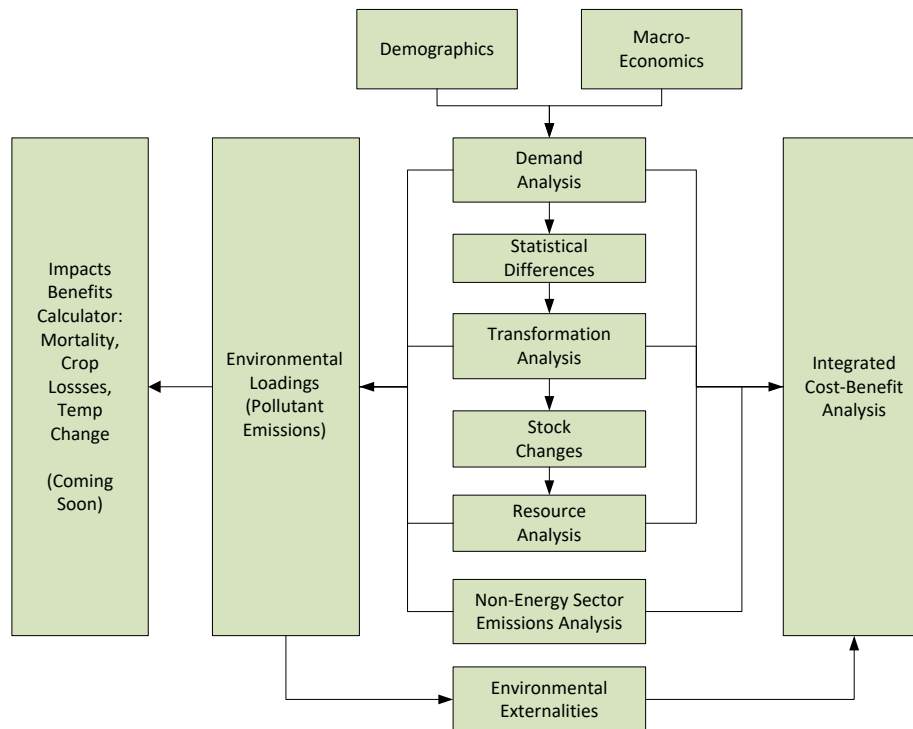 Demographics
Macro-
Economics
Demand
Analysis
Statistical
Differences
Transformation
Analysis
Stock
Changes
Resource
Analysis
Non-Energy Sector
Emissions Analysis
Environmental
Externalities
Impacts
Benefits
Calculator:
Mortality,
Crop
Lossses,
Temp
Change
(Coming
Soon)
Environmental
Loadings
(Pollutant
Emissions)
Integrated
Cost-Benefit
Analysis